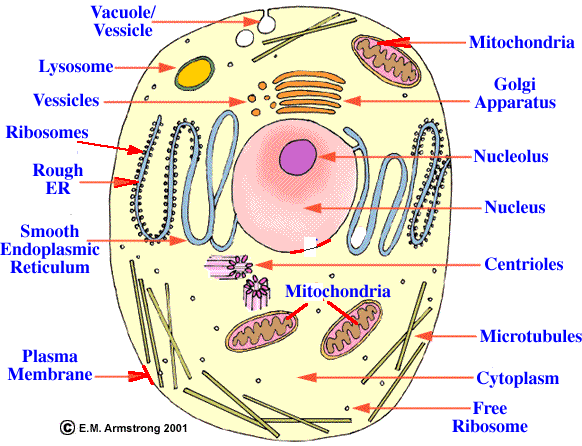 Vacuole/
Vessicle
Mitochondria
Lysosome
Golgi
Apparatus
Vessicles
Ribosomes
Nucleolus
Rough
ER
Nucleus
Smooth
Endoplasmic
Reticulum
Centrioles
Mitochondria
Microtubules
Plasma
Membrane
Cytoplasm
Free
Ribosome
© E.M. Armstrong 2001